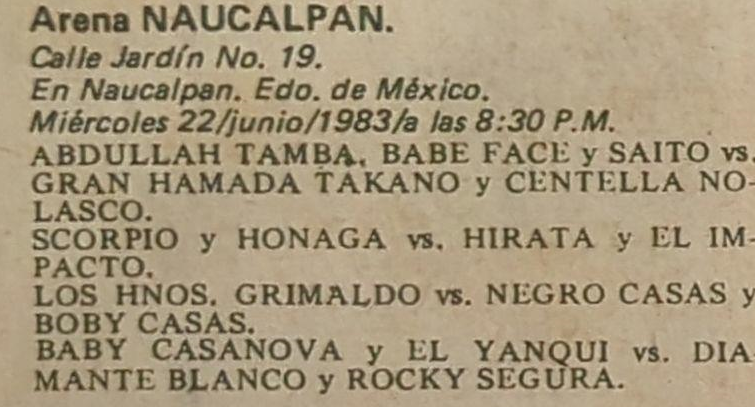 Arena NAUCALPAN.
Calle Jardín No. 19.
En Naucalpan. Edo. de México.
Miércoles 22/junio/1983/a las 8:30 P.M.
ABDULLAH TAMBA, BABE FACE y SAITO vs.
GRAN HAMADA TAKANO y CENTELLA NO-
LASCO.
SCORPIO y HONAGA vs. HIRATA y EL IM-
PACTO.
LOS HNOS. GRIMALDO vs. NEGRO CASAS y
BOBY CASAS.
BABY CASANOVA y EL YANQUI vs. DIA-
MANTE BLANCO y ROCKY SEGURA.